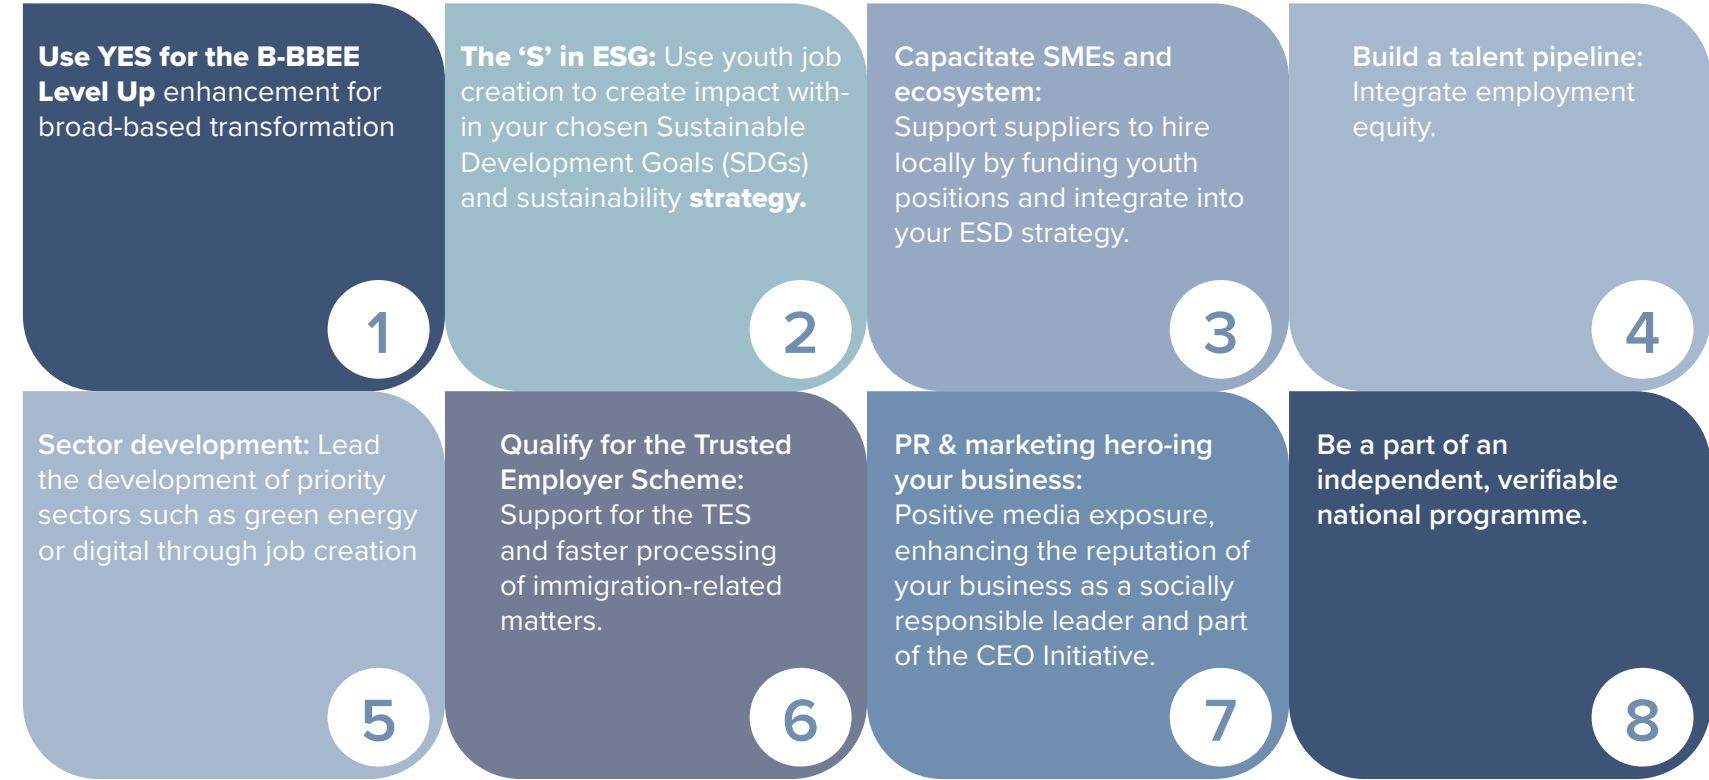 Use YES for the B-BBEE
Level Up enhancement for
broad-based transformation
1
The ‘S’ in ESG: Use youth job
creation to create impact with-
in your chosen Sustainable
Development Goals (SDGs)
and sustainability strategy.
2
Capacitate SMEs and
ecosystem:
Support suppliers to hire
locally by funding youth
positions and integrate into
your ESD strategy.
3
Build a talent pipeline:
Integrate employment
equity.
4
Sector development: Lead
the development of priority
sectors such as green energy
or digital through job creation
5
Qualify for the Trusted
Employer Scheme:
Support for the TES
and faster processing
of immigration-related
matters.
6
PR & marketing hero-ing
your business:
Positive media exposure,
enhancing the reputation of
your business as a socially
responsible leader and part
of the CEO Initiative.
7
Be a part of an
independent, verifiable
national programme.
8